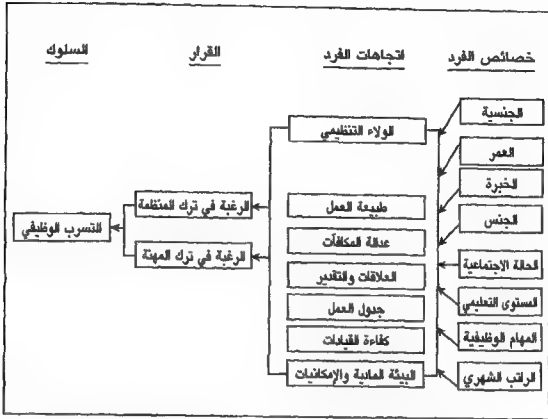 خصائص الفرد
اتجاهات الفرد
القرار
السلوك
الجنسية
العمر
الخبرة
الجنس
الحالة الاجتماعية
المستوى التعليمي
المهام الوظيفية
الراتب الشهري
الولاء التنظيمي
طبيعة العمل
عدالة المكافآت
العلاقات والتقدير
جدول العمل
كفاءة القيادات
البيئة المادية والإمكانيات
الرغبة في ترك المنظمة
الرغبة في ترك المهنة
التسرب الوظيفي